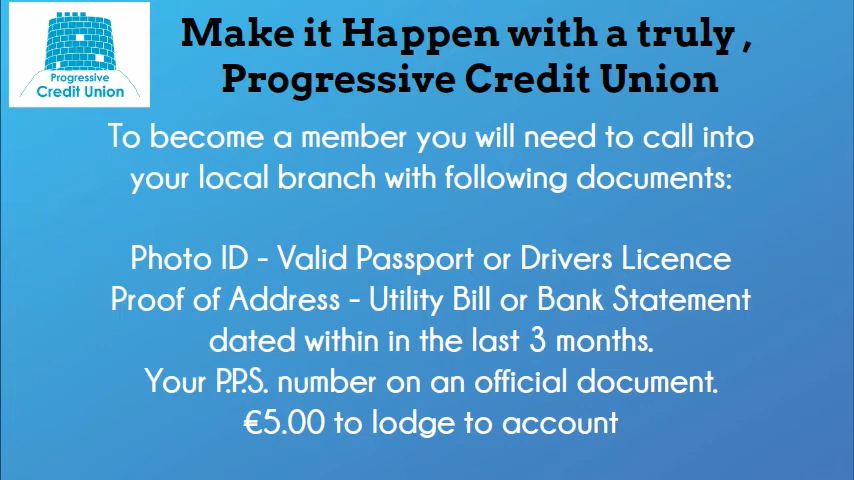 Progressive
Credit Union
Make it Happen with a truly ,
Progressive Credit Union
To become a member you will need to call into
your local branch with following documents:
Photo ID - Valid Passport or Drivers Licence
Proof of Address - Utility Bill or Bank Statement
dated within in the last 3 months.
Your P.P.S. number on an official document.
€5.00 to lodge to account